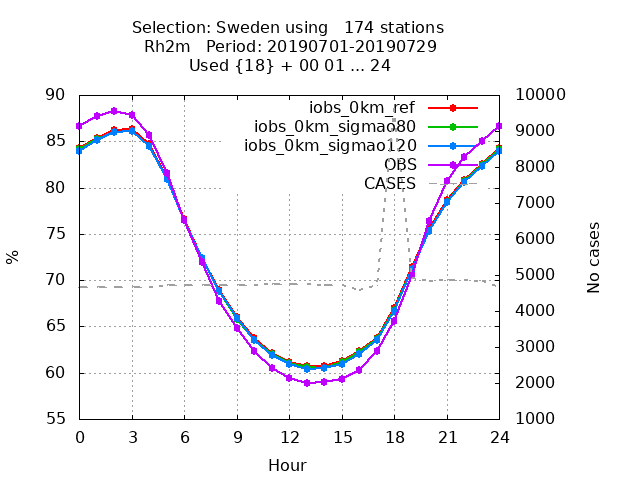 Selection: Sweden using   174 stations
Rh2m   Period: 20190701-20190729
Used {18} + 00 01 ... 24
iobs_0km_ref
iobs_0km_sigmao80
iobs_0km_sigmao120
OBS
CASES
90
85
80
75
70
65
60
55
%
10000
9000
8000
7000
6000
5000
4000
3000
2000
1000
No cases
0 3 6 9 12 15 18 21 24
Hour